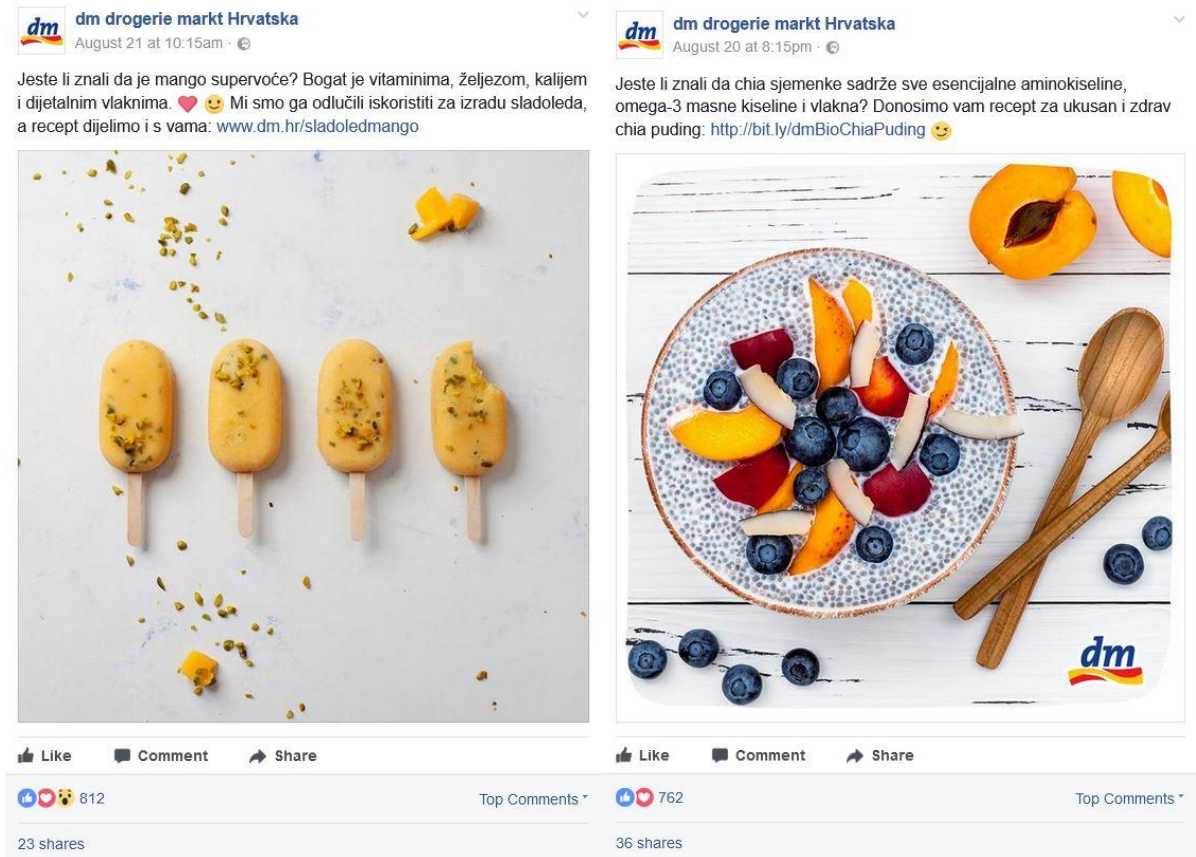 dm
dm drogerie markt Hrvatska
August 21 at 10:15am ·
Jeste li znali da je mango supervoće? Bogat je vitaminima, željezom, kalijem
i dijetalnim vlaknima. ❤️ 🙂 Mi smo ga odlučili iskoristiti za izradu sladoleda,
a recept dijelimo i s vama: www.dm.hr/sladoledmango
Like Comment Share
812 Top Comments
23 shares
dm
dm drogerie markt Hrvatska
August 20 at 8:15pm ·
Jeste li znali da chia sjemenke sadrže sve esencijalne aminokiseline,
omega-3 masne kiseline i vlakna? Donosimo vam recept za ukusan i zdrav
chia puding: http://bit.ly/dmBioChiaPuding 😉
dm
Like Comment Share
762 Top Comments
36 shares